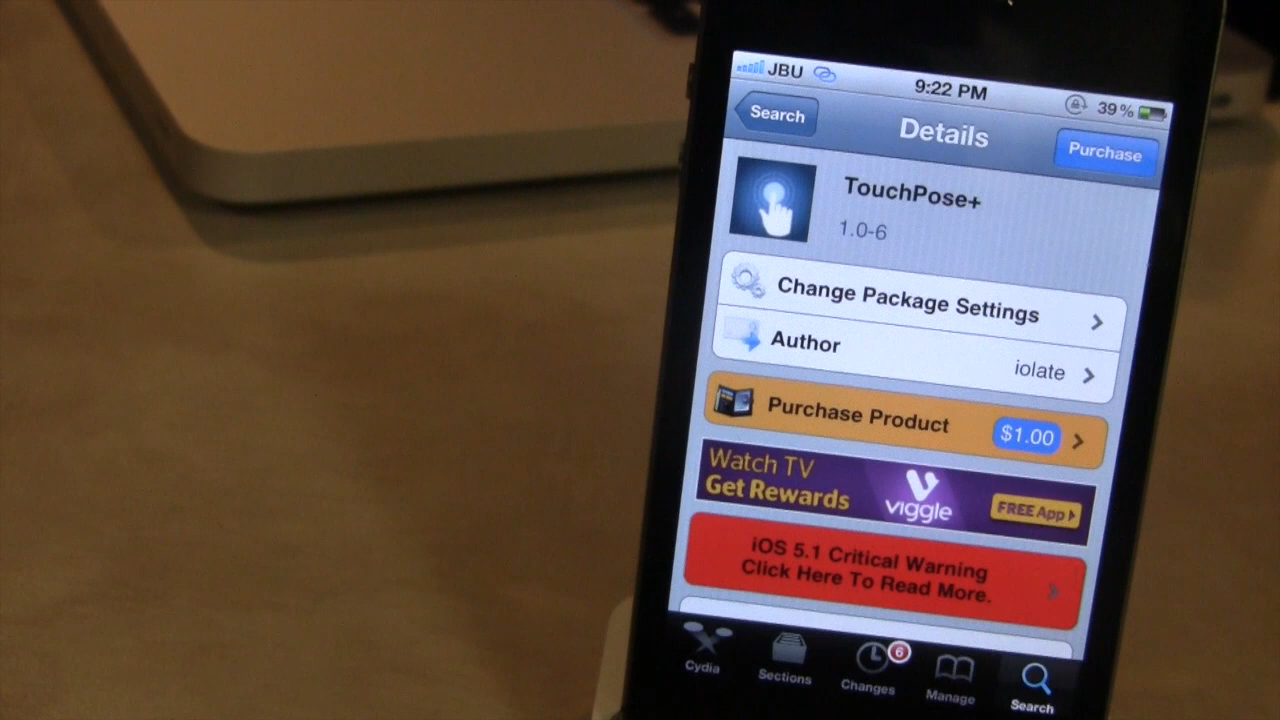 JBU 9:22 PM 39%
Search Details Purchase
TouchPose+
1.0-6
Change Package Settings
Author iolate
Purchase Product $1.00
Watch TV
Get Rewards viggle FREE App
iOS 5.1 Critical Warning
Click Here To Read More.
6
Cydia Sections Changes Manage Search